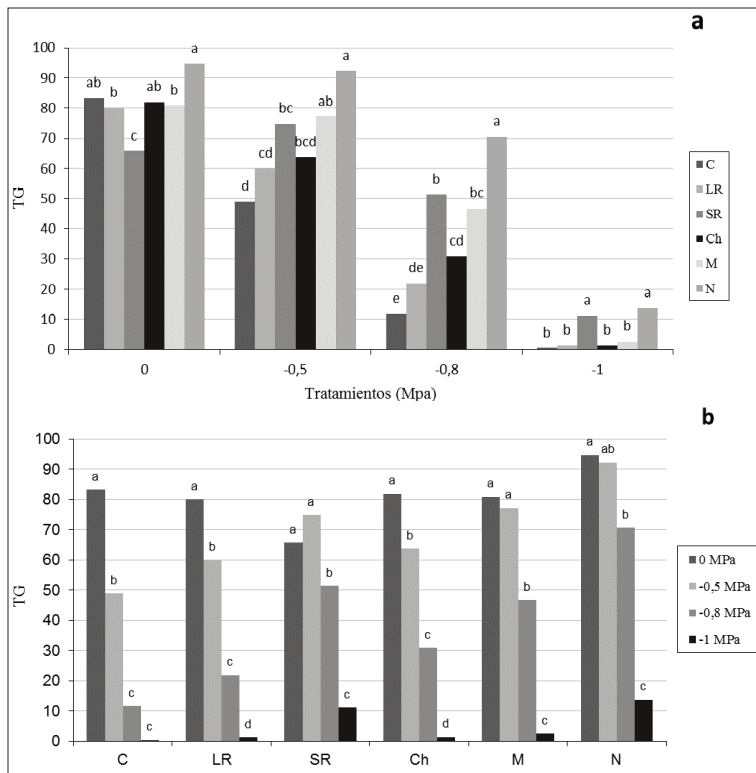 a
100
90
80
70
60
50
40
30
20
10
0
TG
ab b c ab b a
d cd bc bcd ab a
e de b cd bc a
b b a b b a
0 -0,5 -0,8 -1
Tratamientos (Mpa)
C
LR
SR
Ch
M
N
b
100
90
80
70
60
50
40
30
20
10
0
TG
a b c c
a b c d
a a b c
a b c d
a a b c
a ab b c
C LR SR Ch M N
0 MPa
-0,5 MPa
-0,8 MPa
-1 MPa